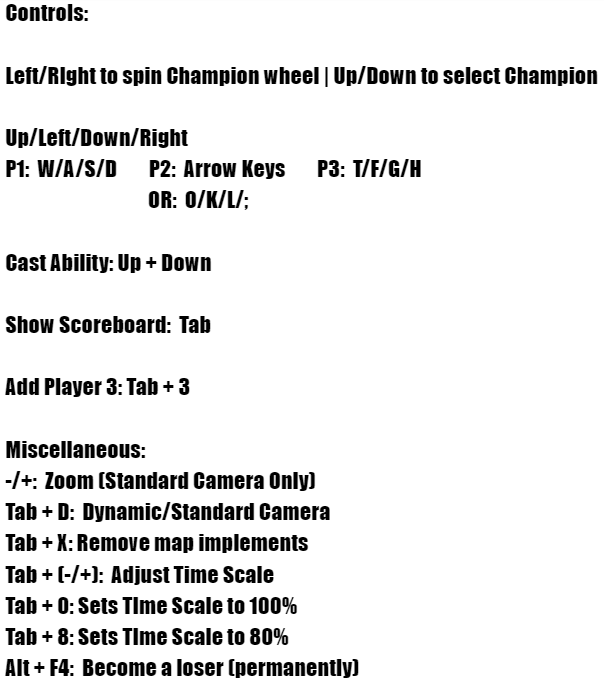 Controls:
Left/RIght to spin Champion wheel | Up/Down to select Champion
Up/Left/Down/Right
P1: W/A/S/D P2: Arrow Keys P3: T/F/G/H
OR: O/K/L/;
Cast Ability: Up + Down
Show Scoreboard: Tab
Add Player 3: Tab + 3
Miscellaneous:
-/+: Zoom (Standard Camera Only)
Tab + D: Dynamic/Standard Camera
Tab + X: Remove map implements
Tab + (-/+): Adjust Time Scale
Tab + 0: Sets TIme Scale to 100%
Tab + 8: Sets TIme Scale to 80%
Alt + F4: Become a loser (permanently)